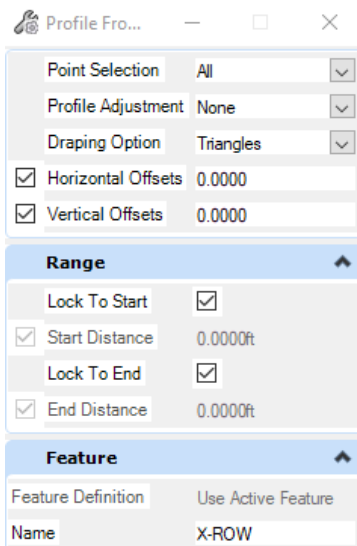 Profile Fro...
Point Selection All
Profile Adjustment None
Draping Option Triangles
Horizontal Offsets 0.0000
Vertical Offsets 0.0000
Range
Lock To Start
Start Distance 0.0000ft
Lock To End
End Distance 0.0000ft
Feature
Feature Definition Use Active Feature
Name X-ROW